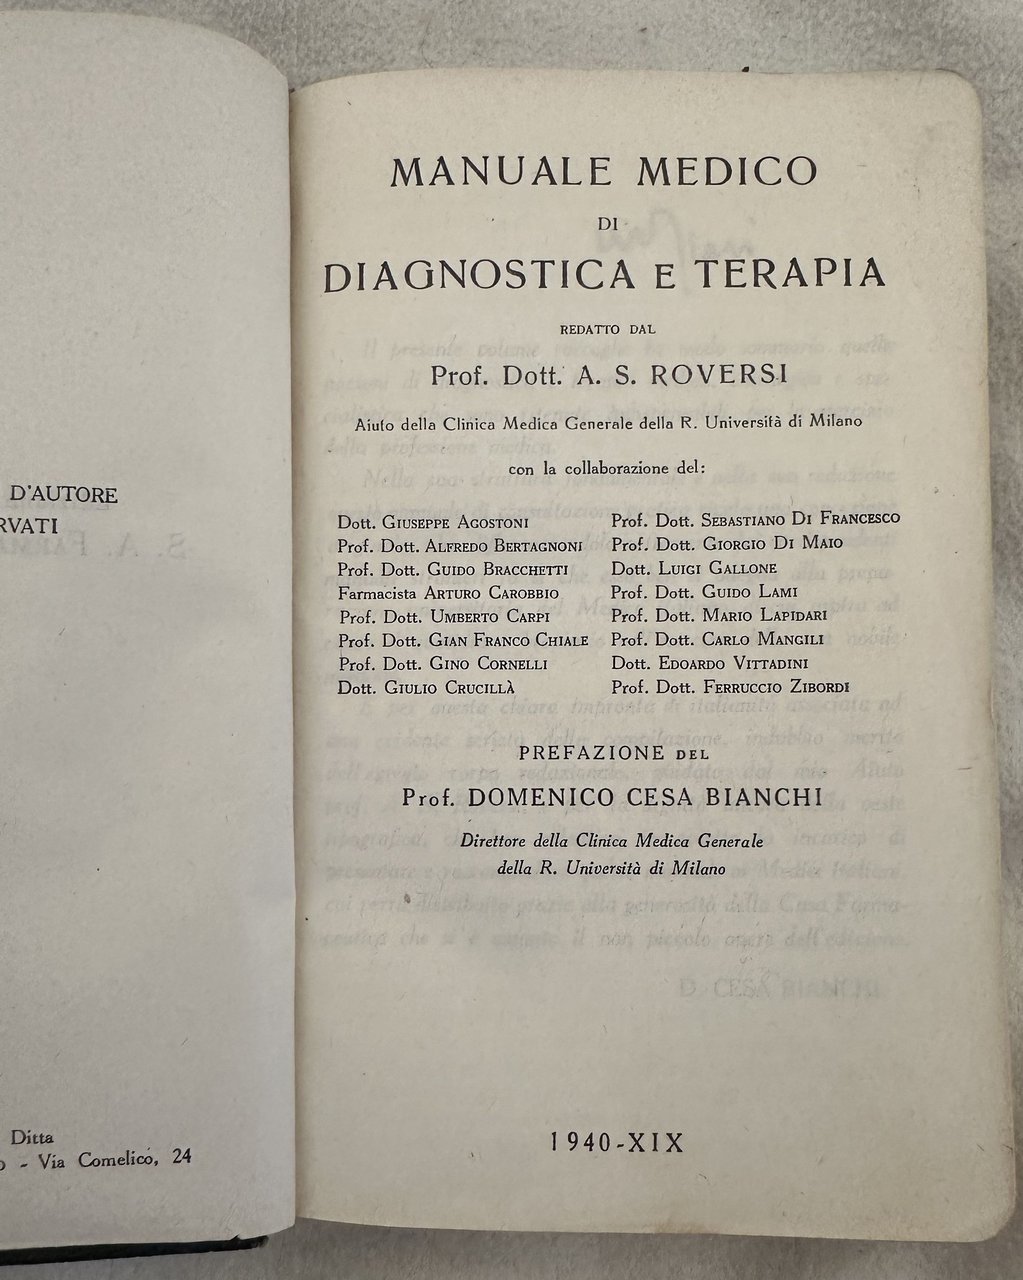 D'AUTORE
RVATI
Ditta
o - Via Comelico, 24
MANUALE MEDICO
DI
DIAGNOSTICA E TERAPIA
REDATTO DAL
Prof. Dott. A. S. ROVERSI
Aiuto della Clinica Medica Generale della R. Università di Milano
con la collaborazione del:
Dott. GIUSEPPE AGOSTONI
Prof. Dott. ALFREDO BERTAGNONI
Prof. Dott. GUIDO BRACCHETTI
Farmacista ARTURO CAROBBIO
Prof. Dott. UMBERTO CARPI
Prof. Dott. GIAN FRANCO CHIALE
Prof. Dott. GINO CORNELLI
Dott. GIULIO CRUCILLÀ
Prof. Dott. SEBASTIANO DI FRANCESCO
Prof. Dott. GIORGIO DI MAIO
Dott. LUIGI GALLONE
Prof. Dott. GUIDO LAMI
Prof. Dott. MARIO LAPIDARI
Prof. Dott. CARLO MANGILI
Dott. EDOARDO VITTADINI
Prof. Dott. FERRUCCIO ZIBORDI
PREFAZIONE DEL
Prof. DOMENICO CESA BIANCHI
Direttore della Clinica Medica Generale
della R. Università di Milano
1940-XIX